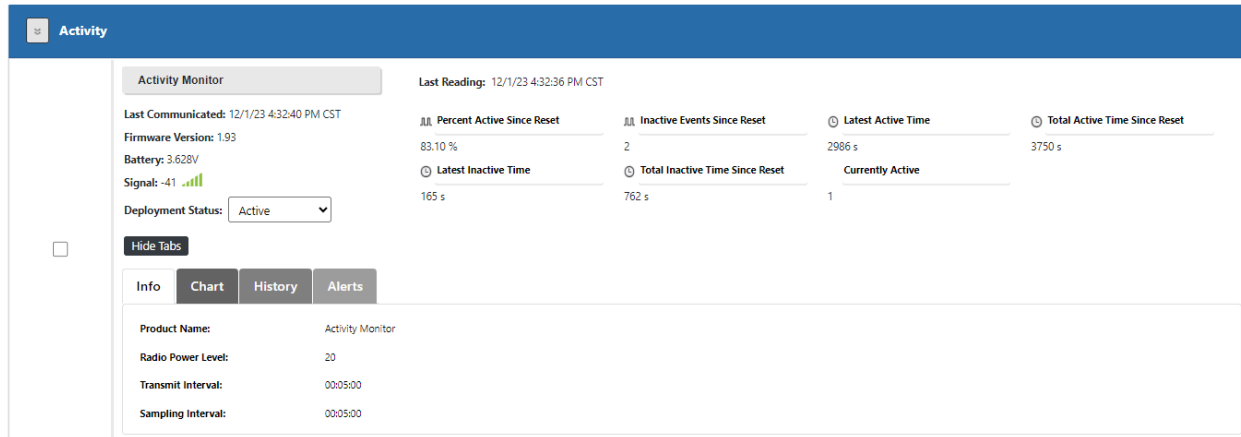 Activity
Activity Monitor
Last Communicated: 12/1/23 4:32:40 PM CST
Firmware Version: 1.93
Battery: 3.628V
Signal: -41
Deployment Status: Active
Hide Tabs
Last Reading: 12/1/23 4:32:36 PM CST
Percent Active Since Reset
83.10 %
Inactive Events Since Reset
2
Latest Active Time
2986 s
Total Active Time Since Reset
3750 s
Latest Inactive Time
165 s
Total Inactive Time Since Reset
762 s
Currently Active
1
Info Chart History Alerts
Product Name: Activity Monitor
Radio Power Level: 20
Transmit Interval: 00:05:00
Sampling Interval: 00:05:00